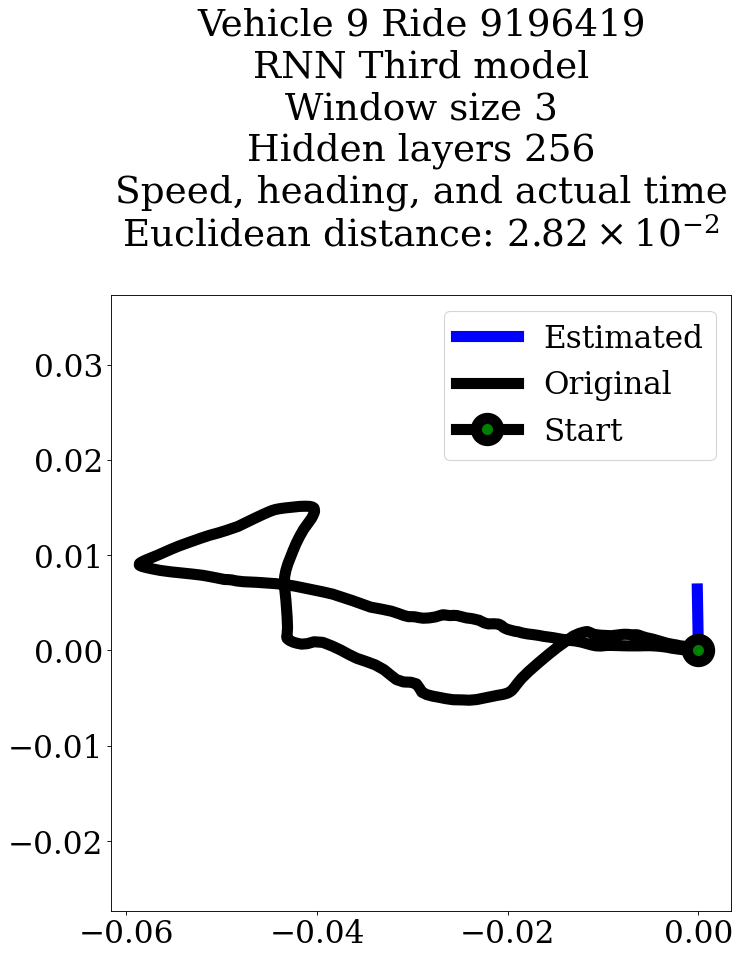 Vehicle 9 Ride 9196419
RNN Third model
Window size 3
Hidden layers 256
Speed, heading, and actual time
Euclidean distance: 2.82 × 10⁻²
Estimated
Original
Start
0.03
0.02
0.01
0.00
−0.01
−0.02
−0.06
−0.04
−0.02
0.00